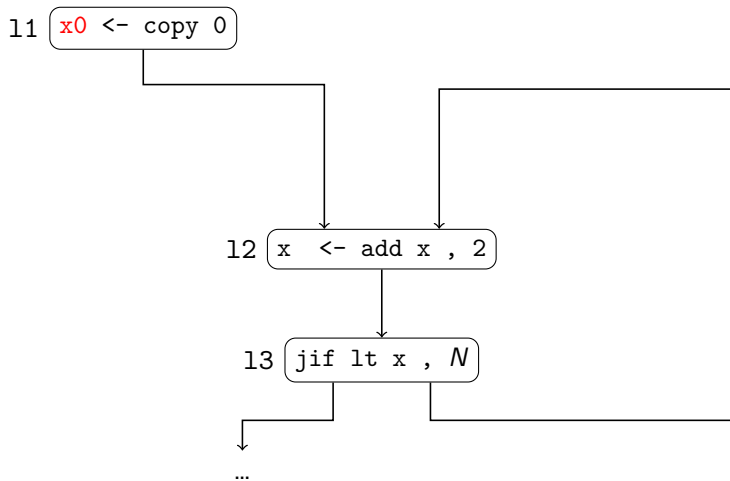 l1 x0 <- copy 0
l2 x <- add x , 2
l3 jif lt x , N
…